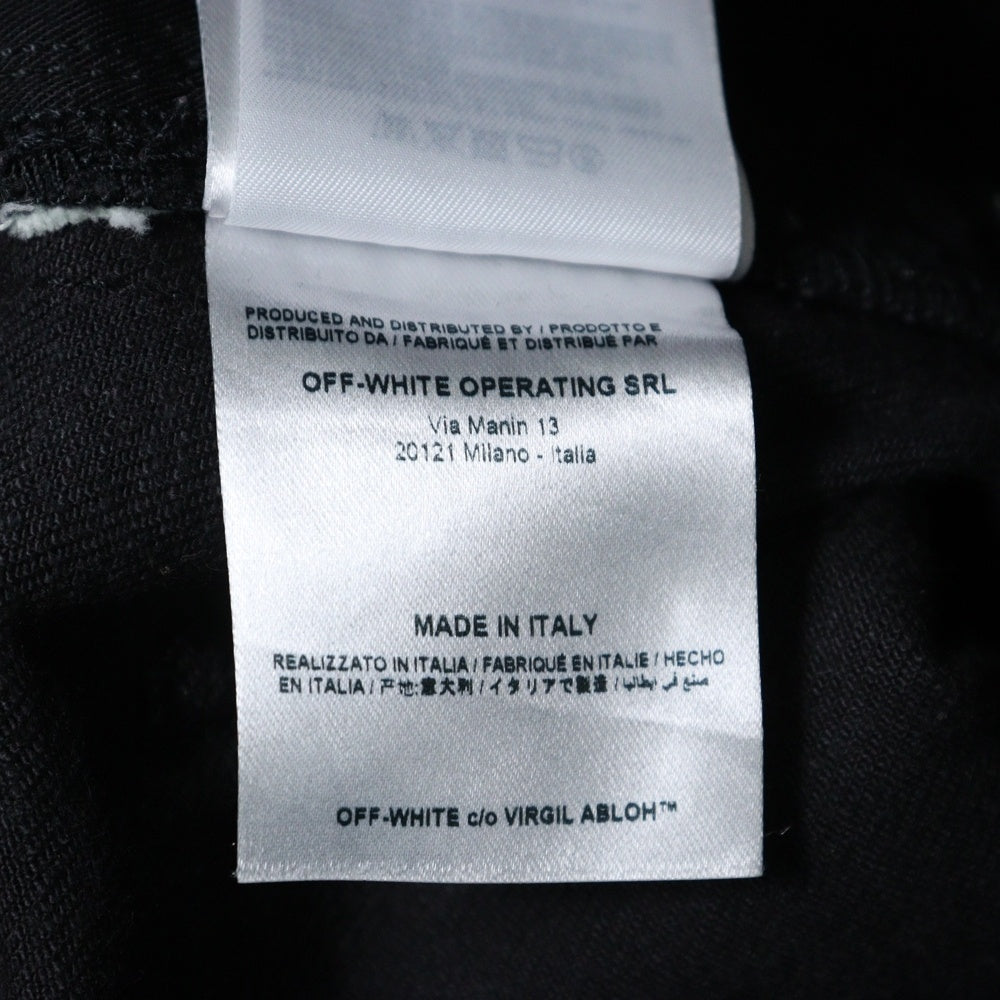 PRODUCED AND DISTRIBUTED BY / PRODOTTO E
DISTRIBUITO DA / FABRIQUÉ ET DISTRIBUÉ PAR
OFF-WHITE OPERATING SRL
Via Manin 13
20121 Milano - Italia
MADE IN ITALY
REALIZZATO IN ITALIA / FABRIQUÉ EN ITALIE / HECHO
EN ITALIA / 产地:意大利 / イタリアで製造 / صنع في إيطاليا
OFF-WHITE c/o VIRGIL ABLOH™